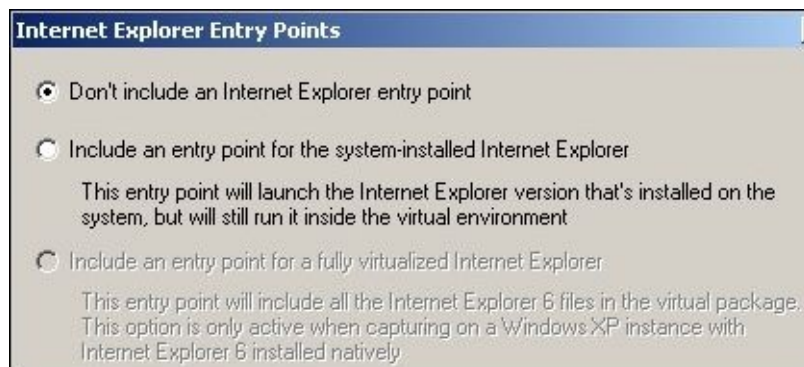 Internet Explorer Entry Points
Don't include an Internet Explorer entry point
Include an entry point for the system-installed Internet Explorer
This entry point will launch the Internet Explorer version that's installed on the
system, but will still run it inside the virtual environment
Include an entry point for a fully virtualized Internet Explorer
This entry point will include all the Internet Explorer 6 files in the virtual package.
This option is only active when capturing on a Windows XP instance with
Internet Explorer 6 installed natively